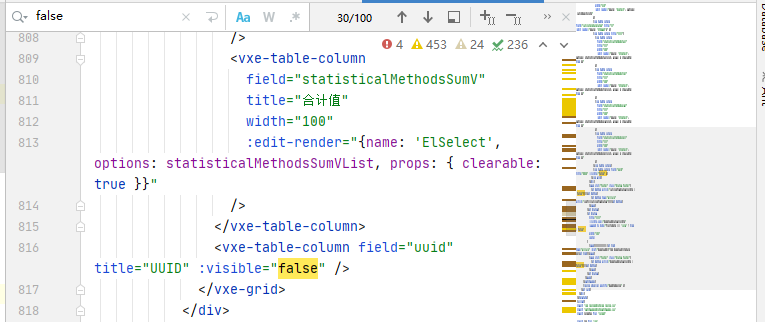 false
Aa W .* 30/100
4 453 24 236
808 />
809 <vxe-table-column
810 field="statisticalMethodsSumV"
811 title="合计值"
812 width="100"
813 :edit-render="{name: 'ElSelect',
options: statisticalMethodsSumVList, props: { clearable:
true }}"
814 />
815 </vxe-table-column>
816 <vxe-table-column field="uuid"
title="UUID" :visible="false" />
817 </vxe-grid>
818 </div>
Database